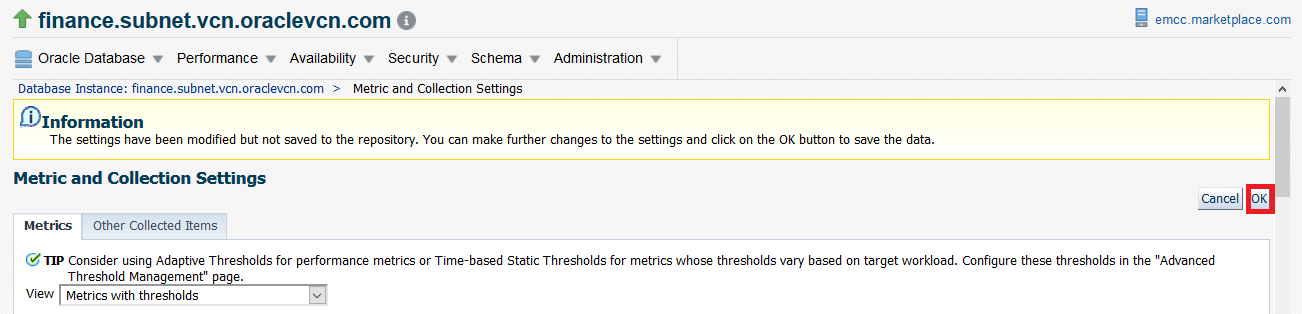 finance.subnet.vcn.oraclevcn.com
emcc.marketplace.com
Oracle Database Performance Availability Security Schema Administration
Database Instance: finance.subnet.vcn.oraclevcn.com > Metric and Collection Settings
Information
The settings have been modified but not saved to the repository. You can make further changes to the settings and click on the OK button to save the data.
Metric and Collection Settings
Cancel OK
Metrics Other Collected Items
TIP Consider using Adaptive Thresholds for performance metrics or Time-based Static Thresholds for metrics whose thresholds vary based on target workload. Configure these thresholds in the "Advanced
Threshold Management" page.
View Metrics with thresholds